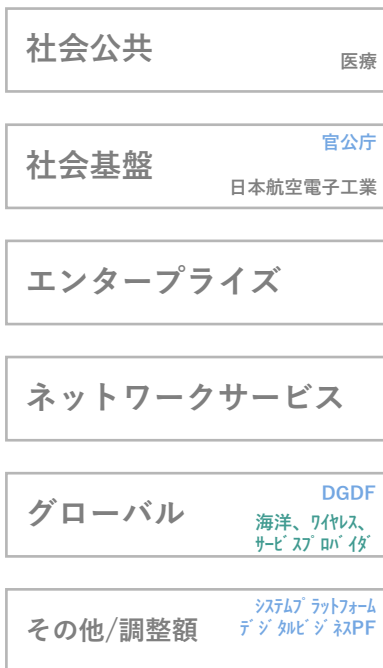 社会公共
医療
官公庁
社会基盤
日本航空電子工業
エンタープライズ
ネットワークサービス
DGDF
グローバル
海洋、ﾜｲﾔﾚｽ、
ｻｰﾋﾞｽﾌﾟﾛﾊﾞｲﾀﾞ
ｼｽﾃﾑﾌﾟﾗｯﾄﾌｫｰﾑ
その他/調整額
ﾃﾞｼﾞﾀﾙﾋﾞｼﾞﾈｽPF